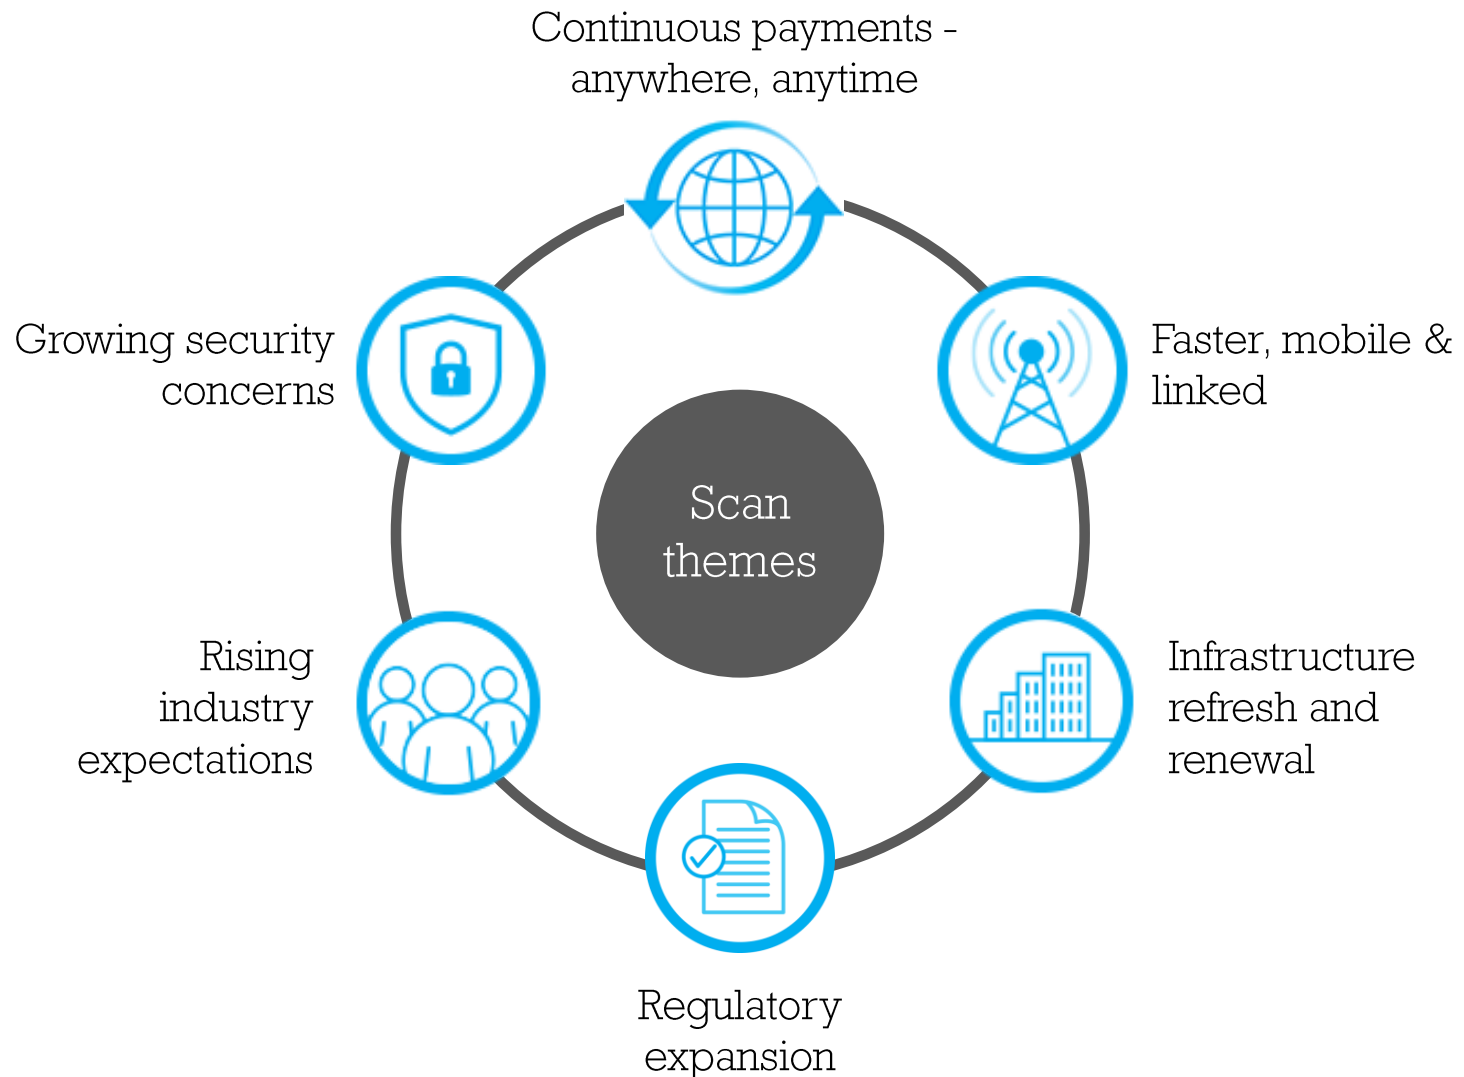 Continuous payments -
anywhere, anytime
Growing security
concerns
Faster, mobile &
linked
Scan
themes
Rising
industry
expectations
Infrastructure
refresh and
renewal
Regulatory
expansion